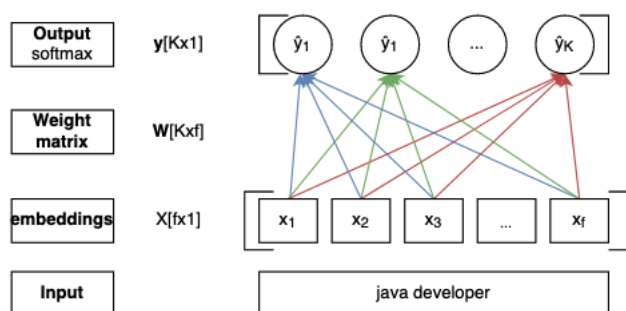 Output
softmax
y[Kx1]
ŷ1
ŷ1
...
ŷK
Weight
matrix
W[Kxf]
embeddings
X[fx1]
x1
x2
x3
...
xf
Input
java developer